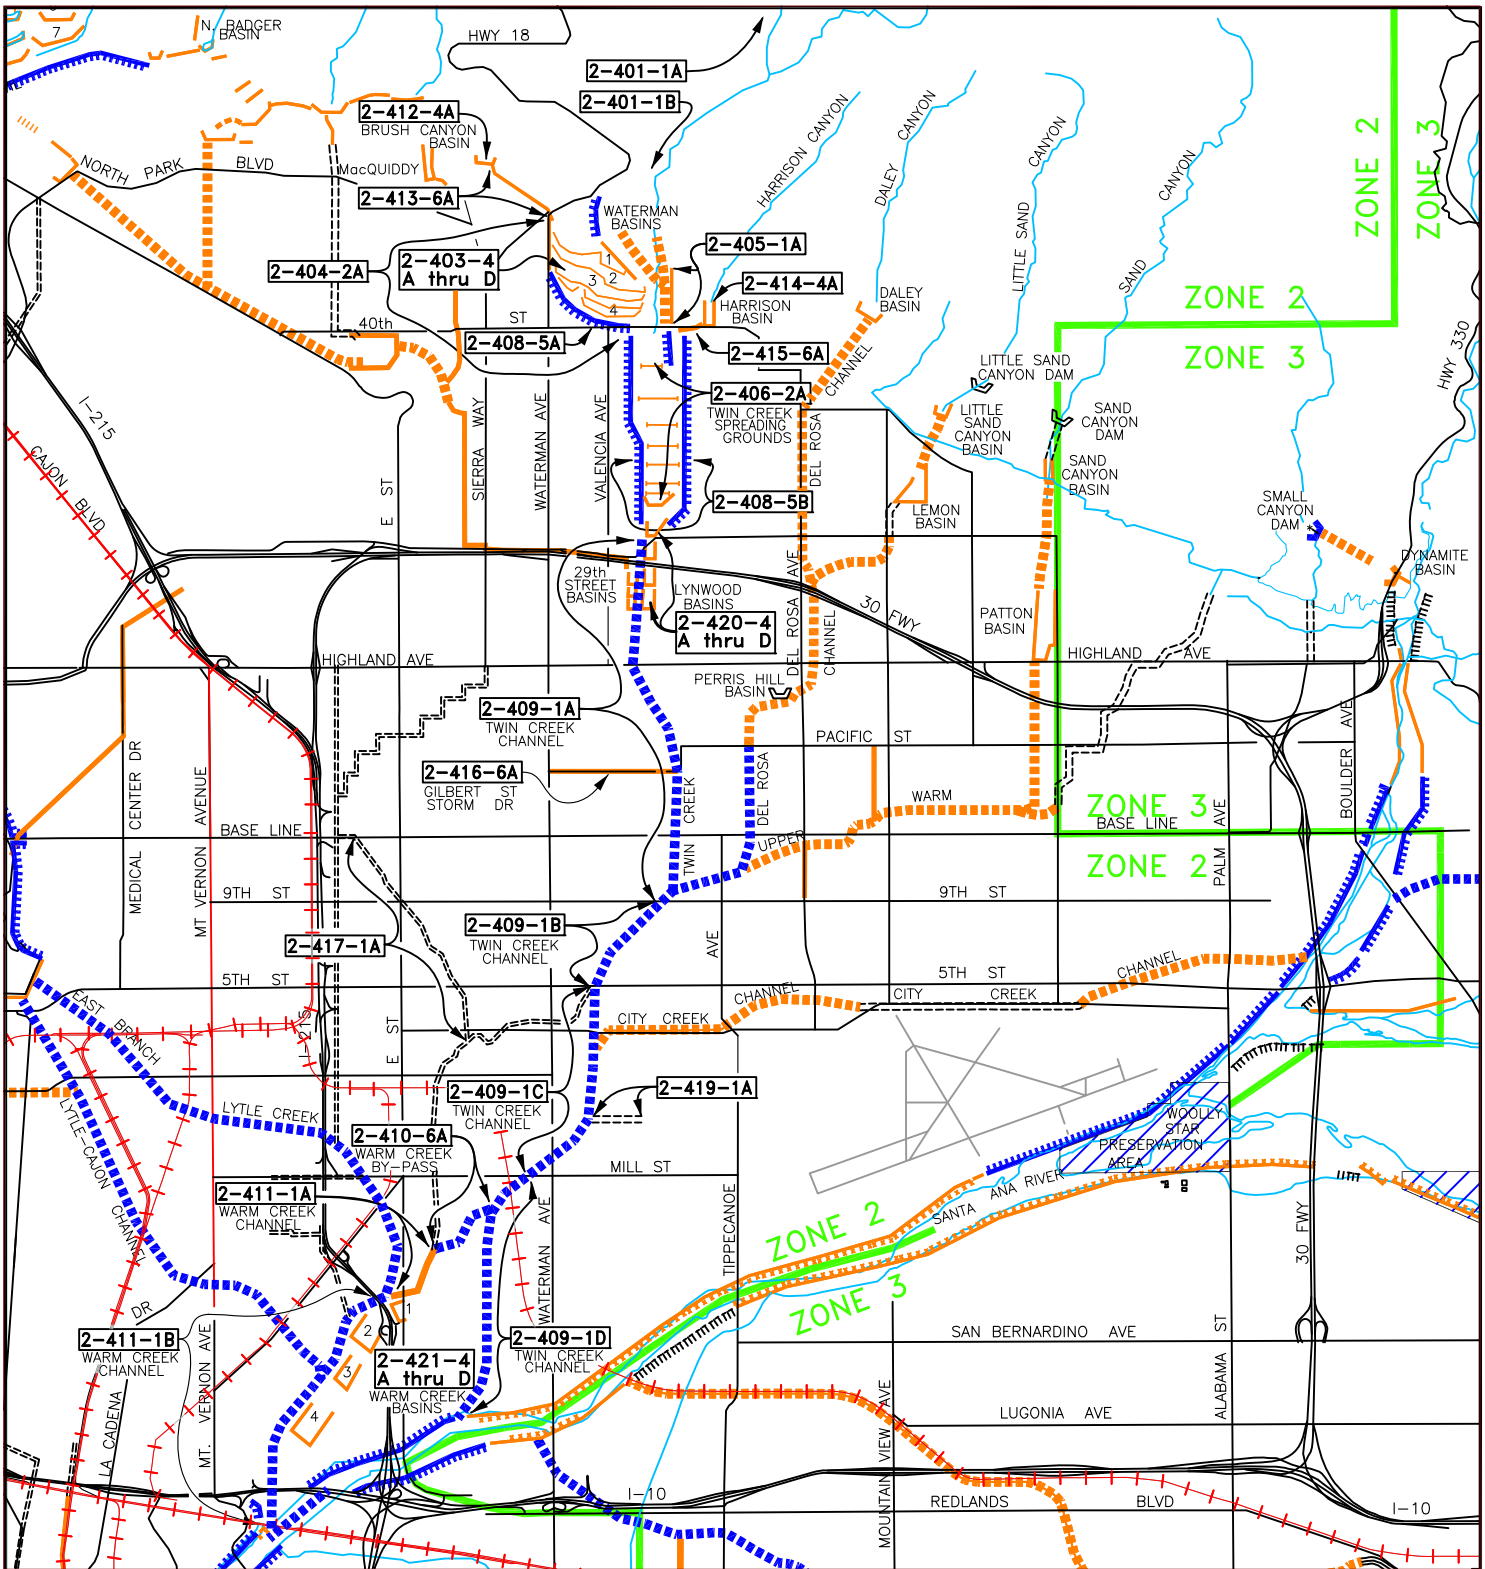 7
N. BADGER
BASIN
HWY 18
2-401-1A
2-401-1B
2-412-4A
BRUSH CANYON
BASIN
NORTH PARK BLVD
MacQUIDDY
2-413-6A
HARRISON CANYON
DALEY CANYON
LITTLE SAND CANYON
SAND CANYON
ZONE 2
ZONE 3
WATERMAN
BASINS
2-405-1A
2-404-2A
2-403-4
A thru D
1
2
3
4
2-414-4A
HARRISON
BASIN
DALEY
BASIN
ZONE 2
ZONE 3
40th ST
2-408-5A
2-415-6A
CHANNEL
HWY 330
LITTLE SAND
CANYON DAM
2-406-2A
TWIN CREEK
SPREADING
GROUNDS
I-215
CAJON BLVD
E ST
SIERRA WAY
WATERMAN AVE
VALENCIA AVE
DEL ROSA
LITTLE
SAND
CANYON
BASIN
SAND
CANYON
DAM
SAND
CANYON
BASIN
2-408-5B
LEMON
BASIN
SMALL
CANYON
DAM *
DYNAMITE
BASIN
29th
STREET
BASINS
LYNWOOD
BASINS
2-420-4
A thru D
DEL ROSA AVE
CHANNEL
30 FWY
PATTON
BASIN
HIGHLAND AVE
HIGHLAND AVE
PERRIS HILL
BASIN
2-409-1A
TWIN CREEK
CHANNEL
PACIFIC ST
MEDICAL CENTER DR
MT VERNON AVENUE
2-416-6A
GILBERT ST
STORM DR
TWIN CREEK
DEL ROSA
WARM
UPPER
BOULDER AVE
PALM AVE
BASE LINE
ZONE 3
BASE LINE
ZONE 2
9TH ST
9TH ST
2-409-1B
TWIN CREEK
CHANNEL
2-417-1A
AVE
5TH ST
5TH ST
CHANNEL
CITY CREEK
CHANNEL
CITY CREEK
EAST BRANCH
I-215
E ST
LYTLE CREEK
LYTLE-CAJON CHANNEL
2-409-1C
TWIN CREEK
CHANNEL
2-419-1A
2-410-6A
WARM CREEK
BY-PASS
MILL ST
WOOLLY
STAR
PRESERVATION
AREA
2-411-1A
WARM CREEK
CHANNEL
SANTA ANA RIVER
TIPPECANOE
WATERMAN AVE
ZONE 2
ZONE 3
30 FWY
DR
LA CADENA
1
2
3
4
2-411-1B
WARM CREEK
CHANNEL
MT. VERNON AVE
2-421-4
A thru D
WARM CREEK
BASINS
2-409-1D
TWIN CREEK
CHANNEL
SAN BERNARDINO AVE
ALABAMA ST
MOUNTAIN VIEW AVE
LUGONIA AVE
I-10
REDLANDS BLVD
I-10